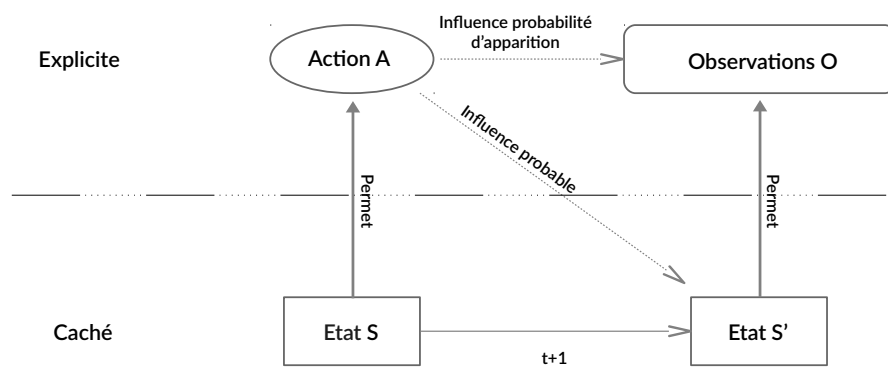 Influence probabilité
d'apparition
Explicite
Action A
Observations O
Influence probable
Permet
Permet
Caché
Etat S
Etat S'
t+1